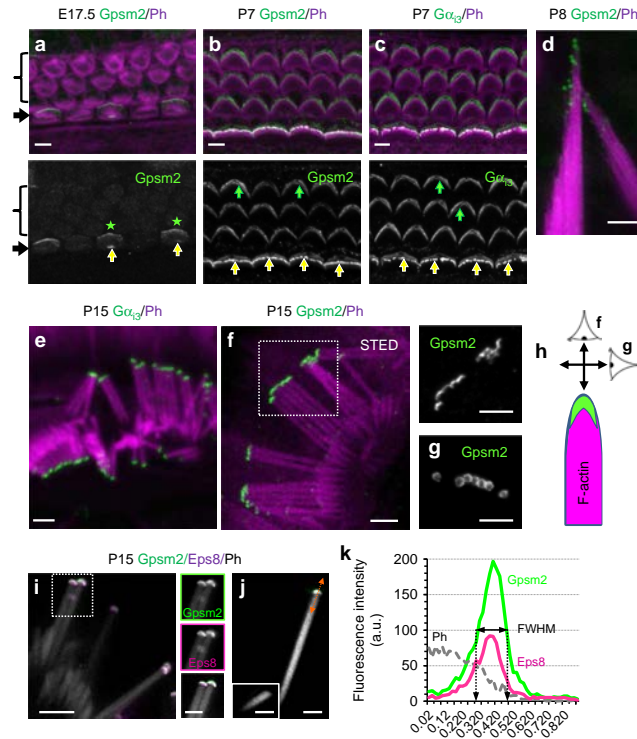 E17.5 Gpsm2/Ph
P7 Gpsm2/Ph
P7 Gαi3/Ph
P8 Gpsm2/Ph
a
b
c
d
Gpsm2
Gpsm2
Gαi3
P15 Gαi3/Ph
P15 Gpsm2/Ph
e
f
STED
Gpsm2
g
Gpsm2
h
f
g
F-actin
P15 Gpsm2/Eps8/Ph
i
Gpsm2
Eps8
j
k
Fluorescence intensity
(a.u.)
200
150
100
50
0
Gpsm2
Ph
FWHM
Eps8
0.02
0.12
0.220
0.320
0.420
0.520
0.620
0.720
0.820